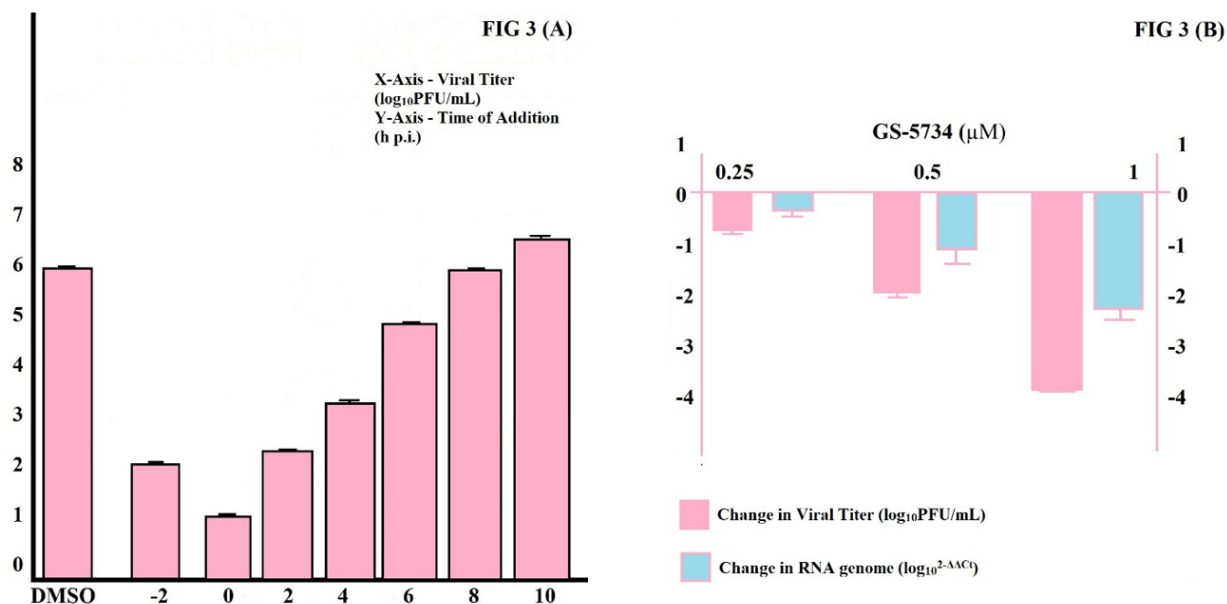 FIG 3 (A)
X-Axis - Viral Titer
(log₁₀PFU/mL)
Y-Axis - Time of Addition
(h p.i.)
8
7
6
5
4
3
2
1
0
DMSO -2 0 2 4 6 8 10
FIG 3 (B)
GS-5734 (µM)
1 1
0.25 0.5 1
0 0
-1 -1
-2 -2
-3 -3
-4 -4
Change in Viral Titer (log₁₀PFU/mL)
Change in RNA genome (log₁₀²⁻ΔΔCt)